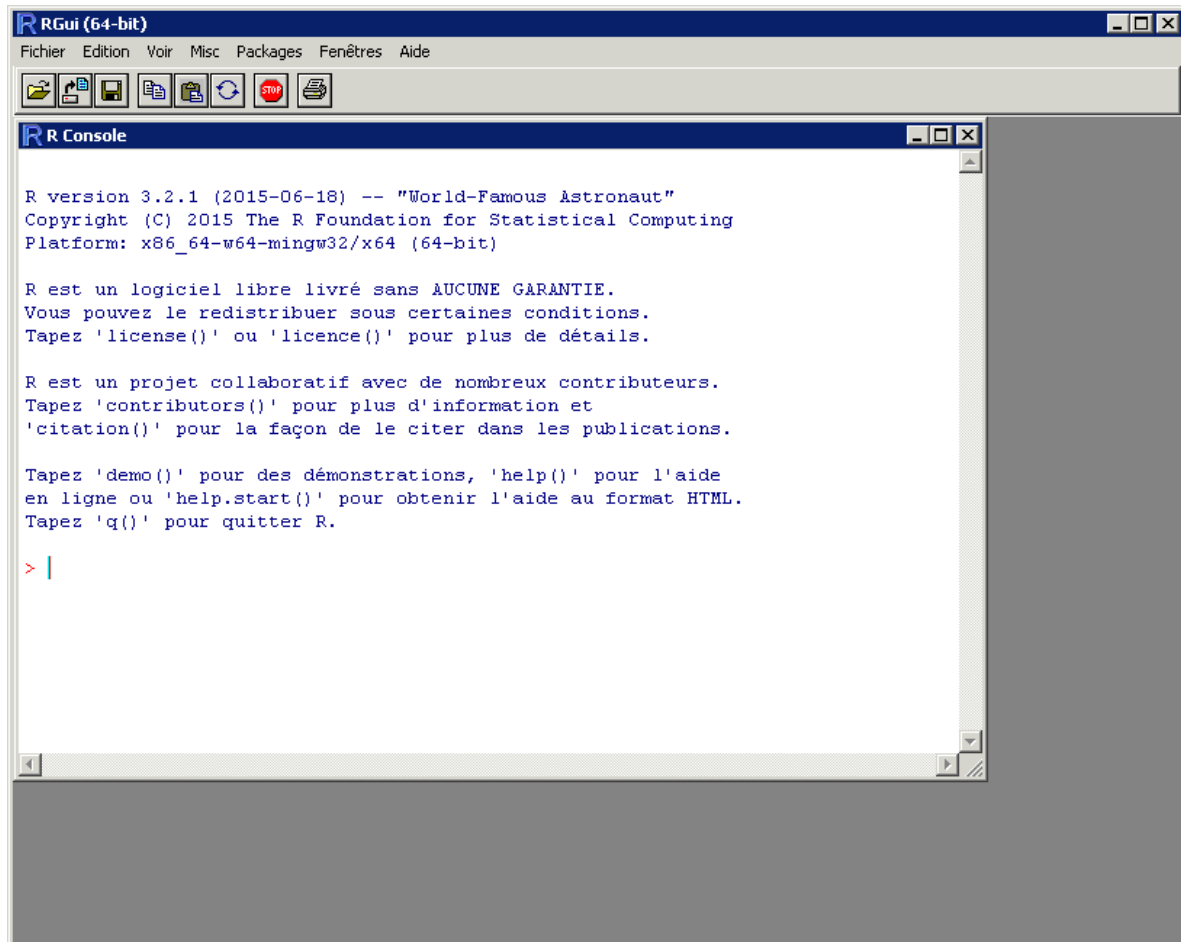 RGui (64-bit)
Fichier Edition Voir Misc Packages Fenêtres Aide
STOP
R Console
R version 3.2.1 (2015-06-18) -- "World-Famous Astronaut"
Copyright (C) 2015 The R Foundation for Statistical Computing
Platform: x86_64-w64-mingw32/x64 (64-bit)
R est un logiciel libre livré sans AUCUNE GARANTIE.
Vous pouvez le redistribuer sous certaines conditions.
Tapez 'license()' ou 'licence()' pour plus de détails.
R est un projet collaboratif avec de nombreux contributeurs.
Tapez 'contributors()' pour plus d'information et
'citation()' pour la façon de le citer dans les publications.
Tapez 'demo()' pour des démonstrations, 'help()' pour l'aide
en ligne ou 'help.start()' pour obtenir l'aide au format HTML.
Tapez 'q()' pour quitter R.
>